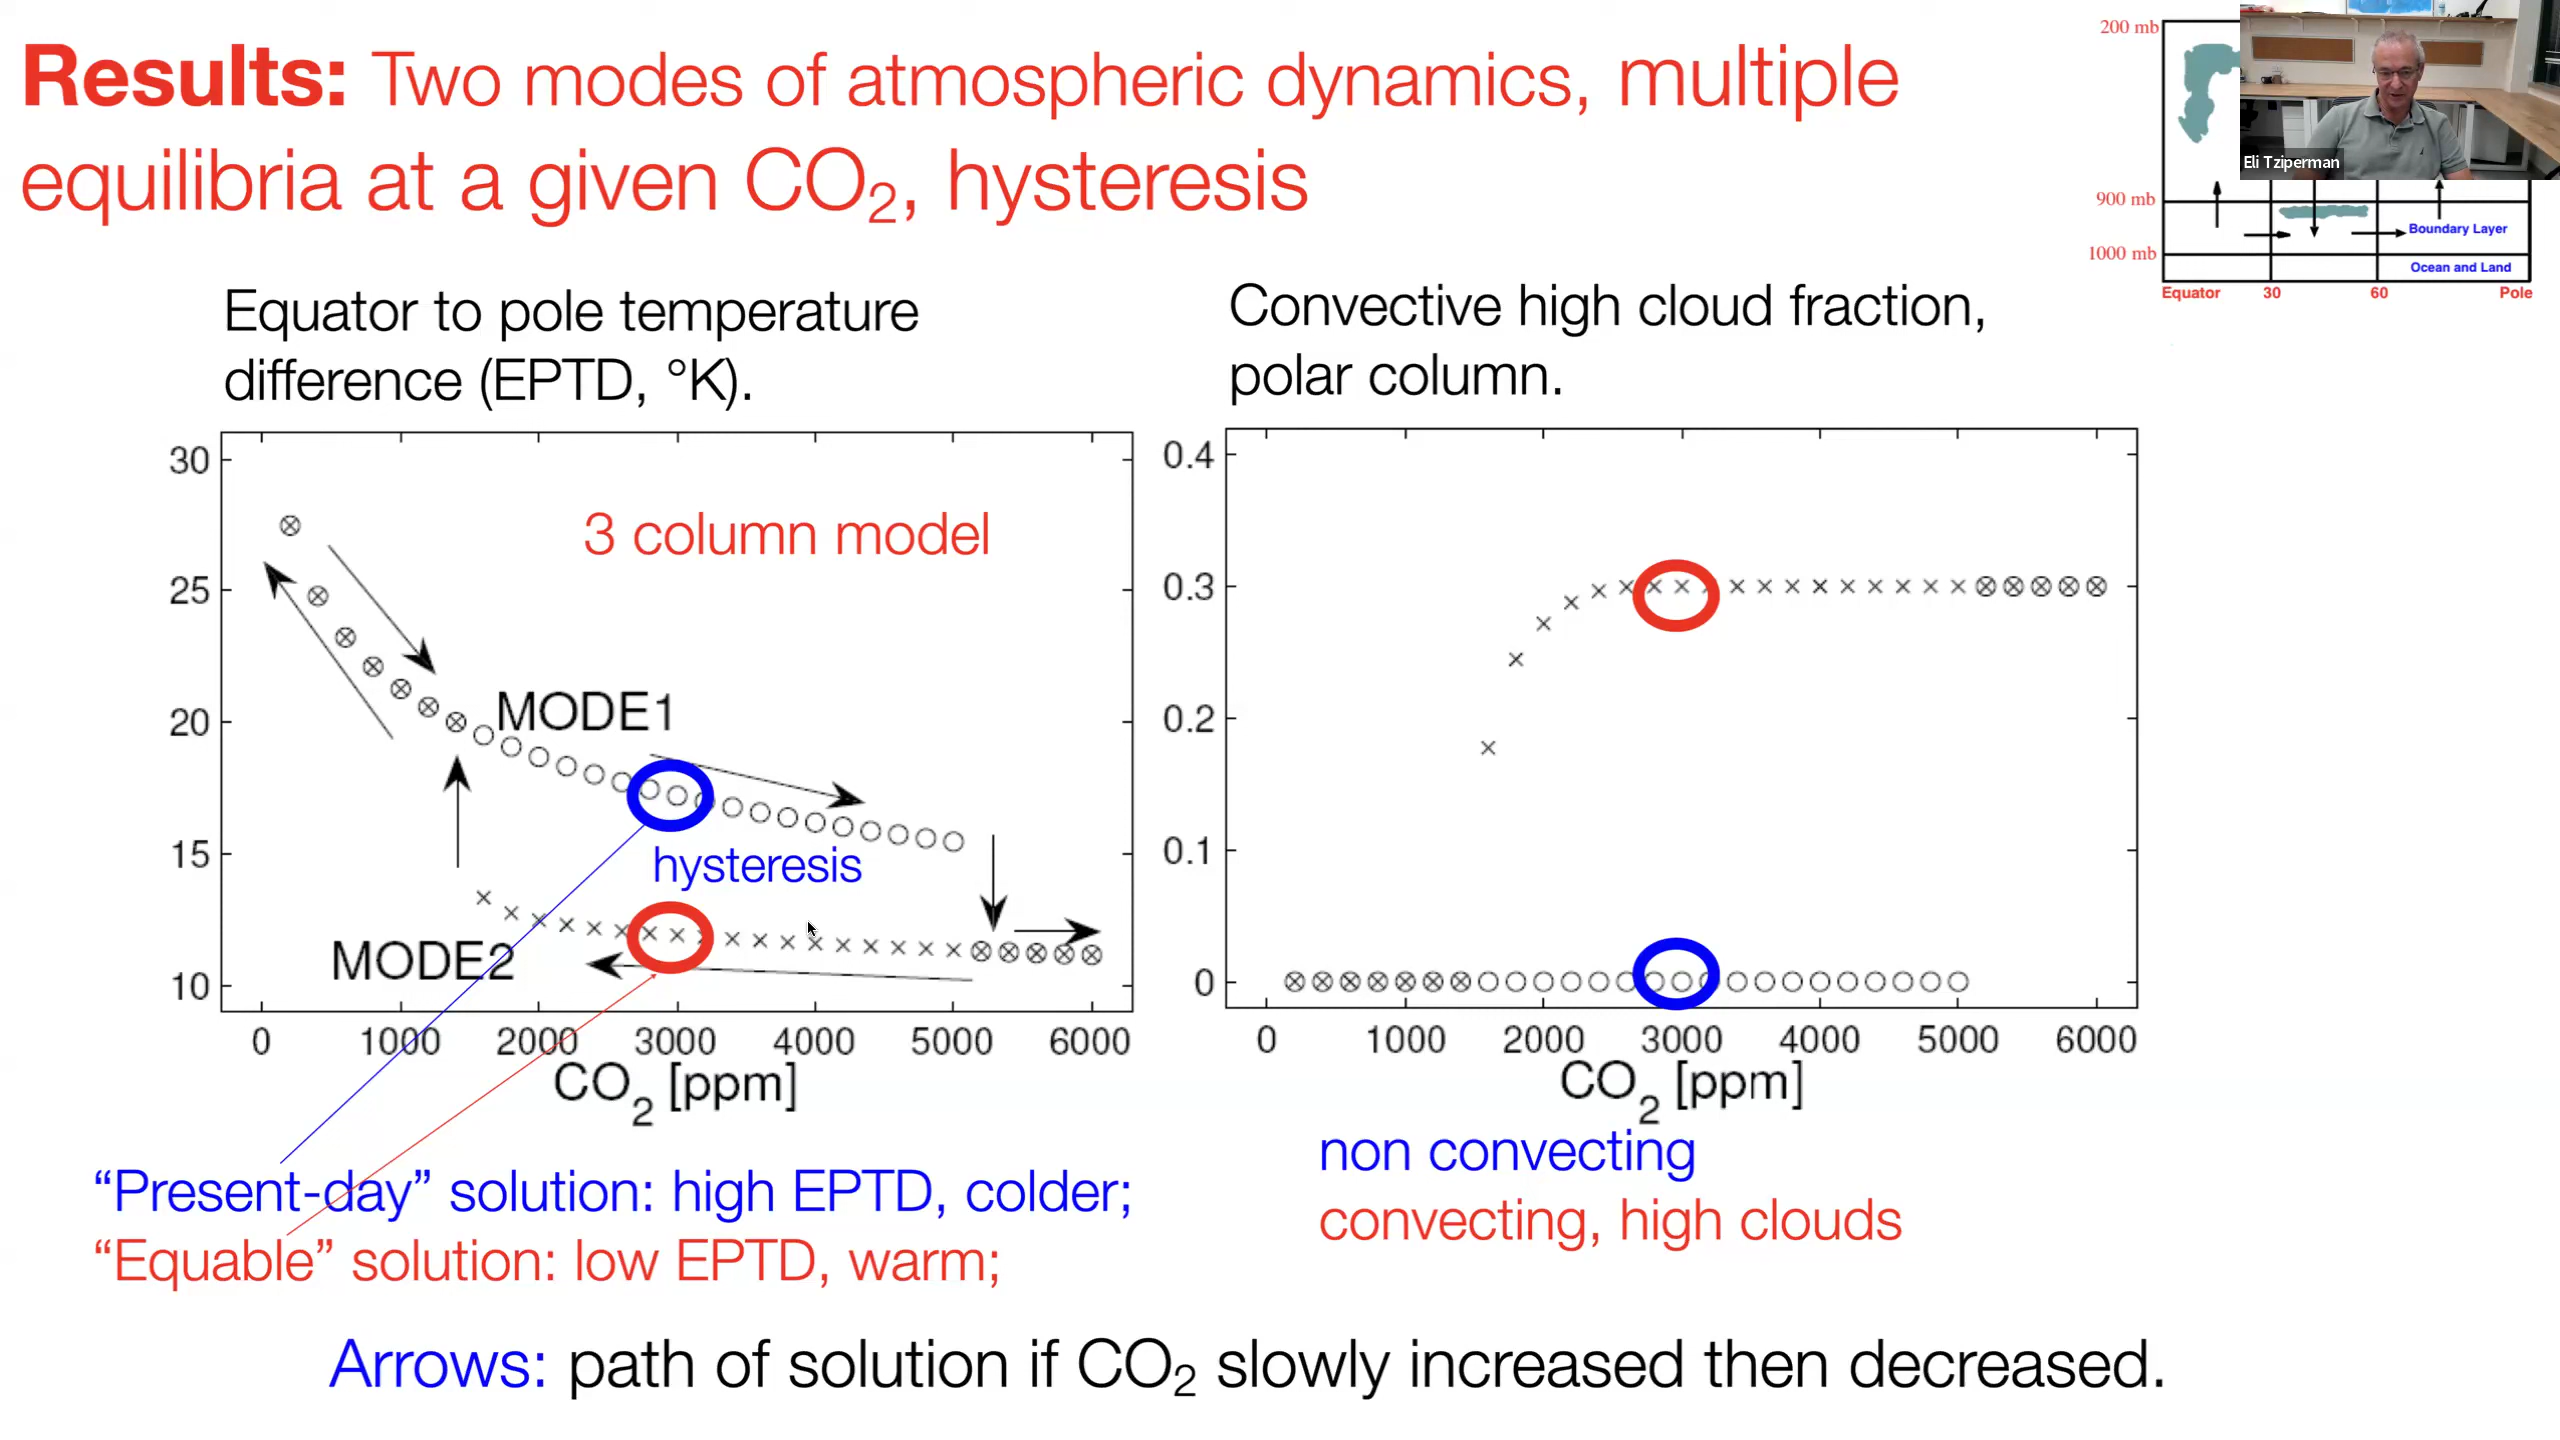 Results: Two modes of atmospheric dynamics, multiple
equilibria at a given CO₂, hysteresis
200 mb
Eli Tziperman
900 mb
Boundary Layer
1000 mb
Ocean and Land
Equator 30 60 Pole
Equator to pole temperature
difference (EPTD, °K).
30
25
20
15
10
3 column model
MODE1
hysteresis
MODE2
0 1000 2000 3000 4000 5000 6000
CO₂ [ppm]
Convective high cloud fraction,
polar column.
0.4
0.3
0.2
0.1
0
0 1000 2000 3000 4000 5000 6000
CO₂ [ppm]
“Present-day” solution: high EPTD, colder;
“Equable” solution: low EPTD, warm;
non convecting
convecting, high clouds
Arrows: path of solution if CO₂ slowly increased then decreased.